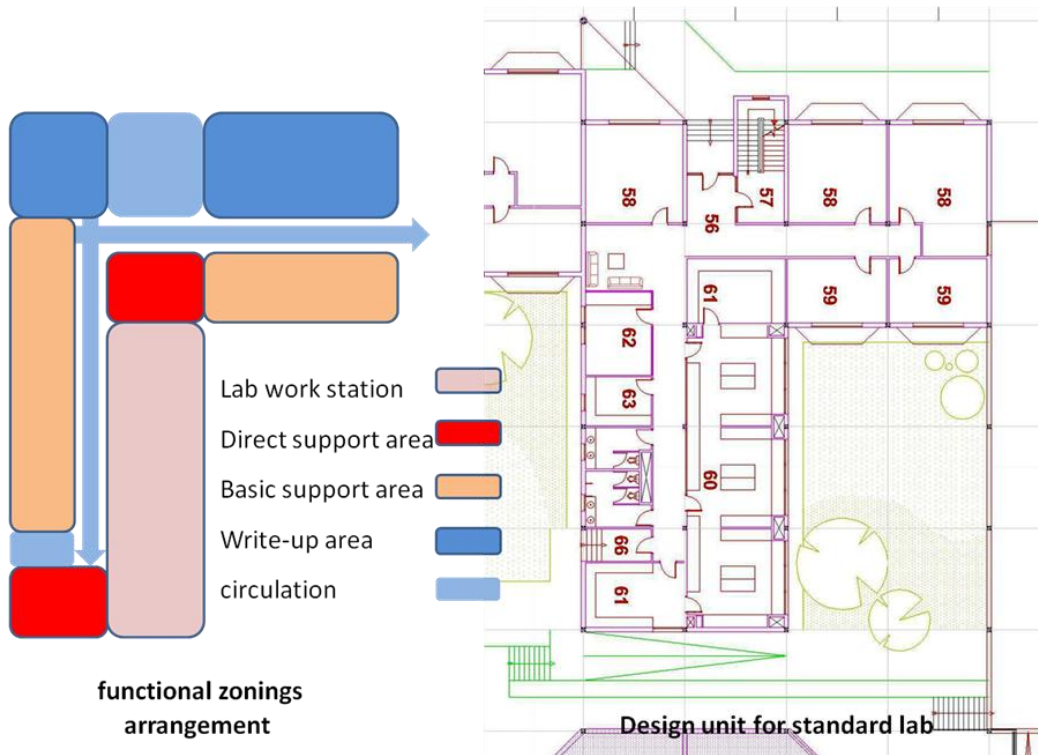 58
56
57
58
58
61
59
59
62
63
60
66
61
Lab work station
Direct support area
Basic support area
Write-up area
circulation
functional zonings
arrangement
Design unit for standard lab